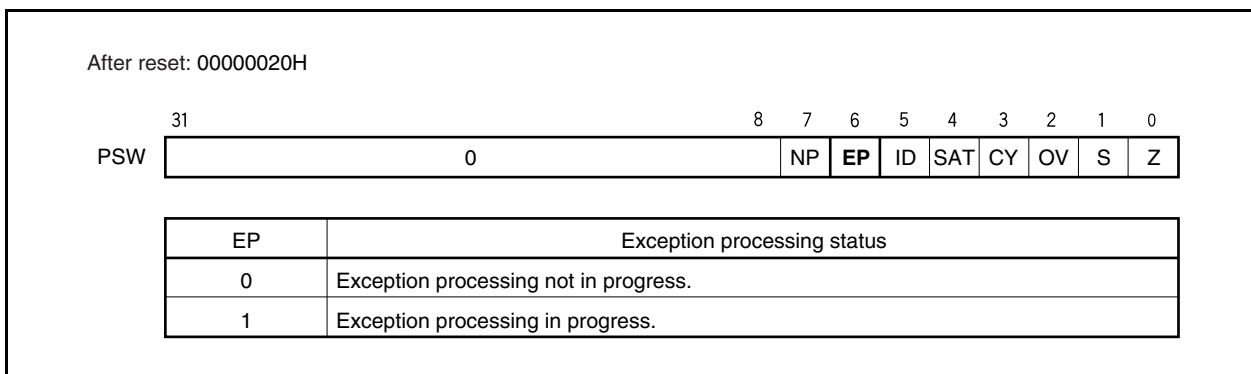 After reset: 00000020H
31 8 7 6 5 4 3 2 1 0
PSW 0 NP EP ID SAT CY OV S Z
EP Exception processing status
0 Exception processing not in progress.
1 Exception processing in progress.